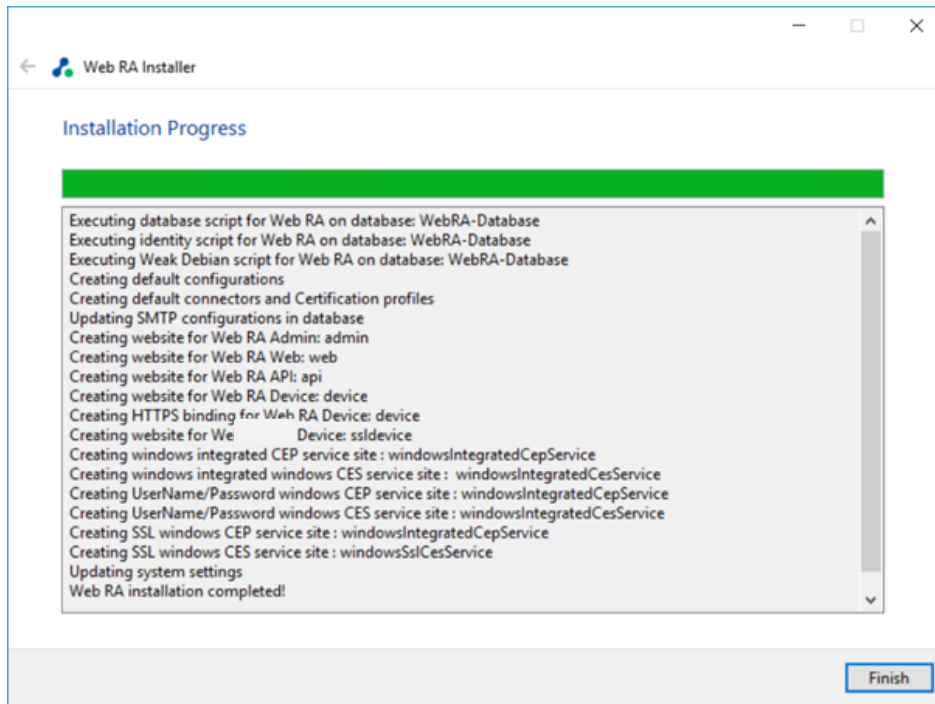 Web RA Installer
Installation Progress
Executing database script for Web RA on database: WebRA-Database
Executing identity script for Web RA on database: WebRA-Database
Executing Weak Debian script for Web RA on database: WebRA-Database
Creating default configurations
Creating default connectors and Certification profiles
Updating SMTP configurations in database
Creating website for Web RA Admin: admin
Creating website for Web RA Web: web
Creating website for Web RA API: api
Creating website for Web RA Device: device
Creating HTTPS binding for Web RA Device: device
Creating website for We Device: ssldevice
Creating windows integrated CEP service site : windowsIntegratedCepService
Creating windows integrated windows CES service site :  windowsIntegratedCesService
Creating UserName/Password windows CEP service site : windowsIntegratedCepService
Creating UserName/Password windows CES service site : windowsIntegratedCesService
Creating SSL windows CEP service site : windowsIntegratedCepService
Creating SSL windows CES service site : windowsSslCesService
Updating system settings
Web RA installation completed!
Finish